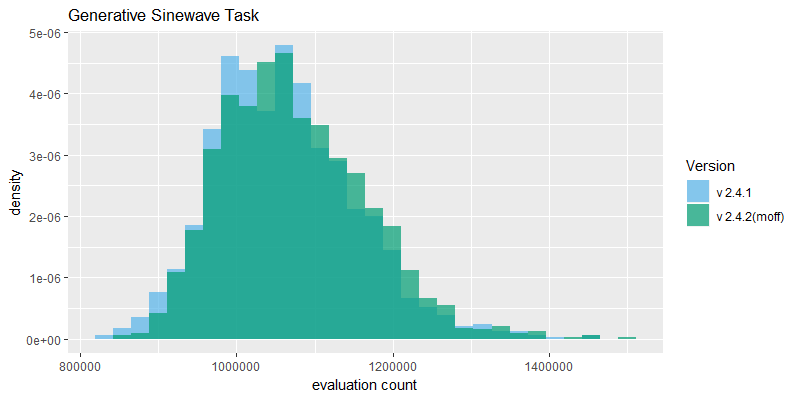 Generative Sinewave Task
5e-06
4e-06
3e-06
2e-06
1e-06
0e+00
density
800000
1000000
1200000
1400000
evaluation count
Version
v 2.4.1
v 2.4.2(moff)